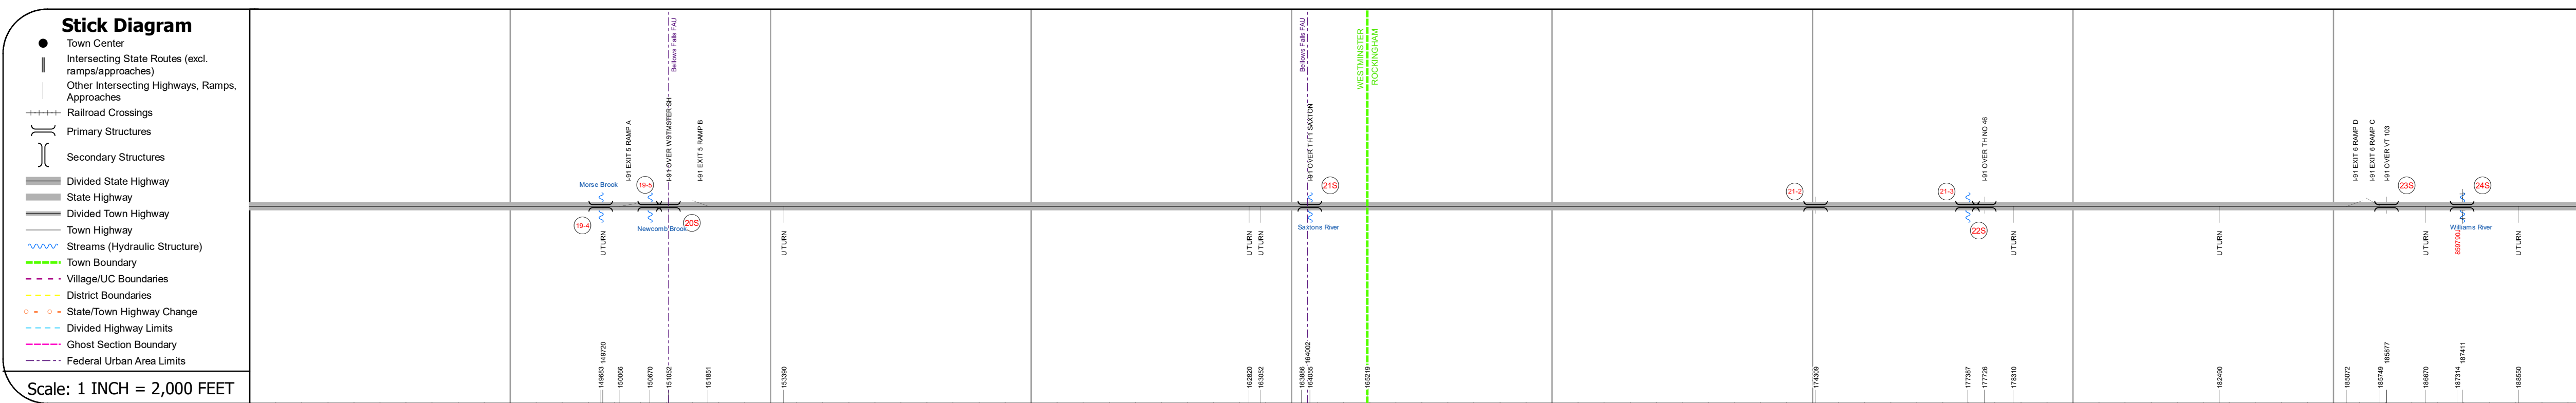 Stick Diagram
Town Center
Intersecting State Routes (excl.
ramps/approaches)
Other Intersecting Highways, Ramps,
Approaches
Railroad Crossings
Primary Structures
Secondary Structures
Divided State Highway
State Highway
Divided Town Highway
Town Highway
Streams (Hydraulic Structure)
Town Boundary
Village/UC Boundaries
District Boundaries
State/Town Highway Change
Divided Highway Limits
Ghost Section Boundary
Federal Urban Area Limits
Scale: 1 INCH = 2,000 FEET
Morse Brook
19-4
U TURN
I-91 EXIT 5 RAMP A
19-5
Newcomb Brook
I-91 OVER WSTMSTER SH
Bellows Falls FAU
20S
I-91 EXIT 5 RAMP B
U TURN
U TURN
U TURN
Bellows Falls FAU
I-91 OVER TH 1 SAXTON
21S
Saxtons River
WESTMINSTER
ROCKINGHAM
21-2
21-3
22S
I-91 OVER TH NO 46
U TURN
U TURN
I-91 EXIT 6 RAMP D
I-91 EXIT 6 RAMP C
I-91 OVER VT 103
23S
U TURN
24S
Williams River
U TURN
149683
149720
150066
150670
151052
151851
153390
162820
163052
163886
164002
164055
165219
174309
177387
177726
178310
182490
185072
185749
185877
186670
187314
187411
188550